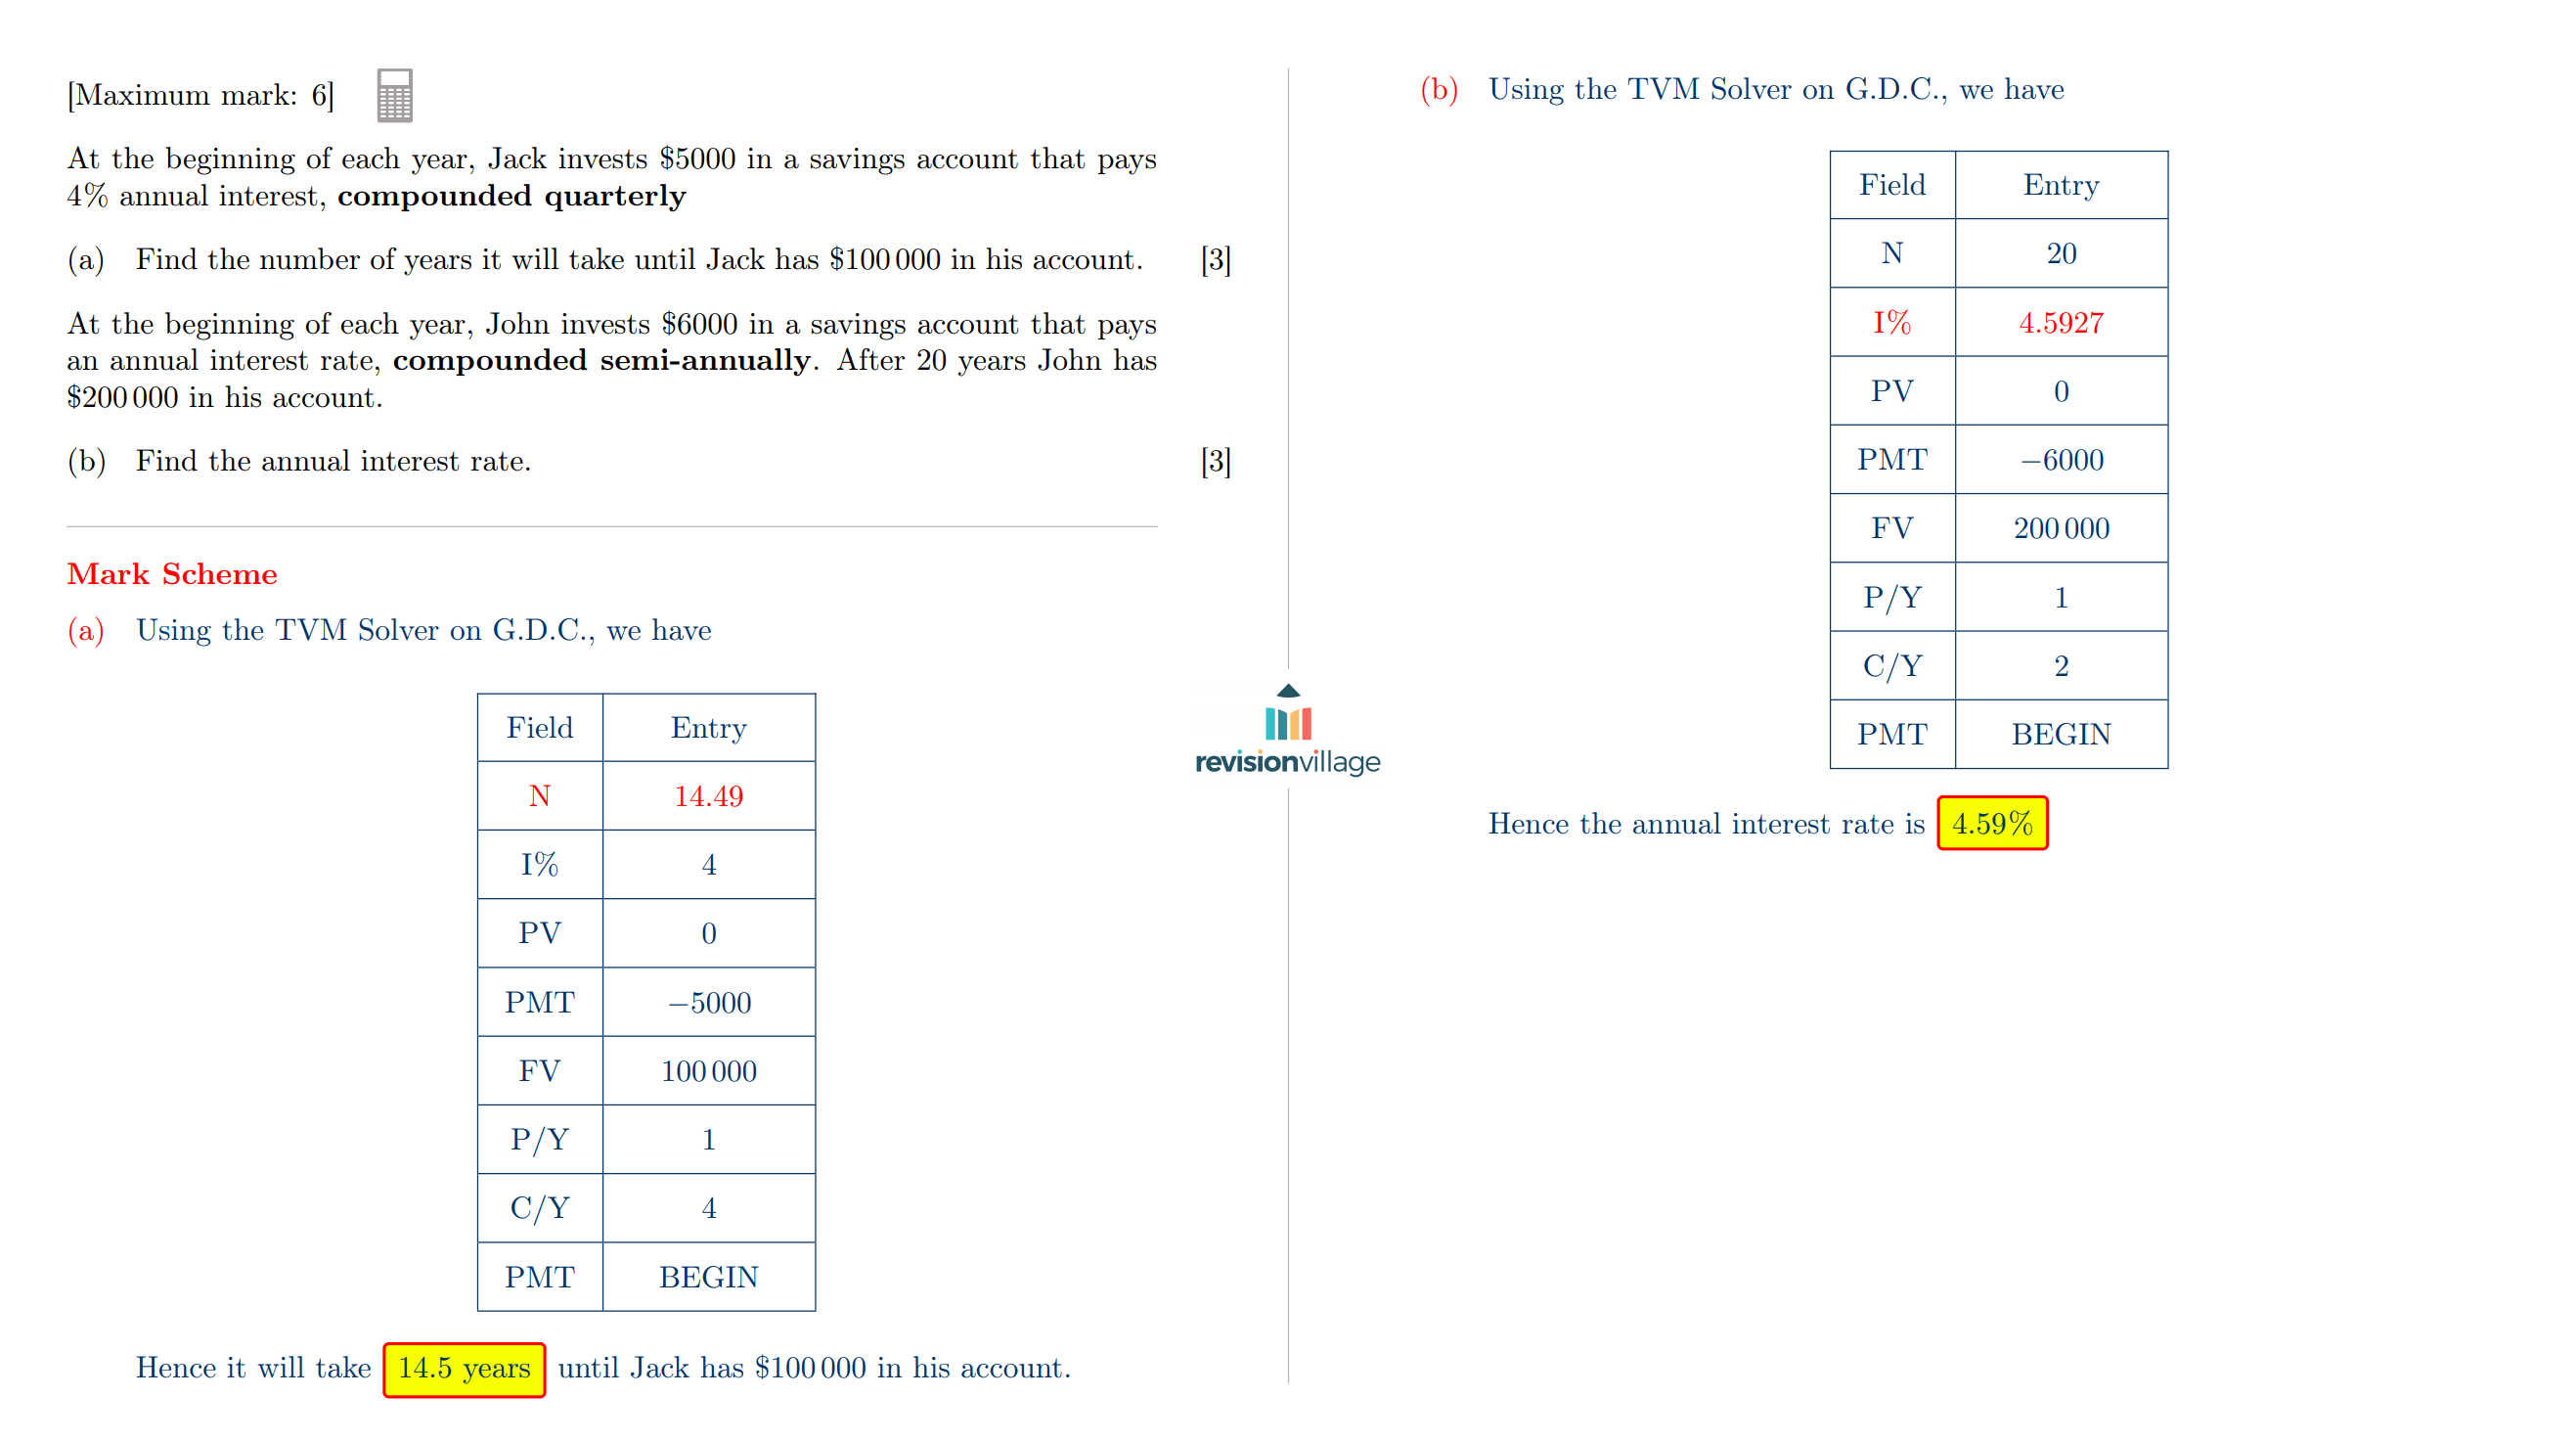 [Maximum mark: 6]
At the beginning of each year, Jack invests $5000 in a savings account that pays
4% annual interest, compounded quarterly
(a) Find the number of years it will take until Jack has $100 000 in his account. [3]
At the beginning of each year, John invests $6000 in a savings account that pays
an annual interest rate, compounded semi-annually. After 20 years John has
$200 000 in his account.
(b) Find the annual interest rate. [3]
Mark Scheme
(a) Using the TVM Solver on G.D.C., we have
Field Entry
N 14.49
I% 4
PV 0
PMT −5000
FV 100 000
P/Y 1
C/Y 4
PMT BEGIN
Hence it will take 14.5 years until Jack has $100 000 in his account.
revisionvillage
(b) Using the TVM Solver on G.D.C., we have
Field Entry
N 20
I% 4.5927
PV 0
PMT −6000
FV 200 000
P/Y 1
C/Y 2
PMT BEGIN
Hence the annual interest rate is 4.59%